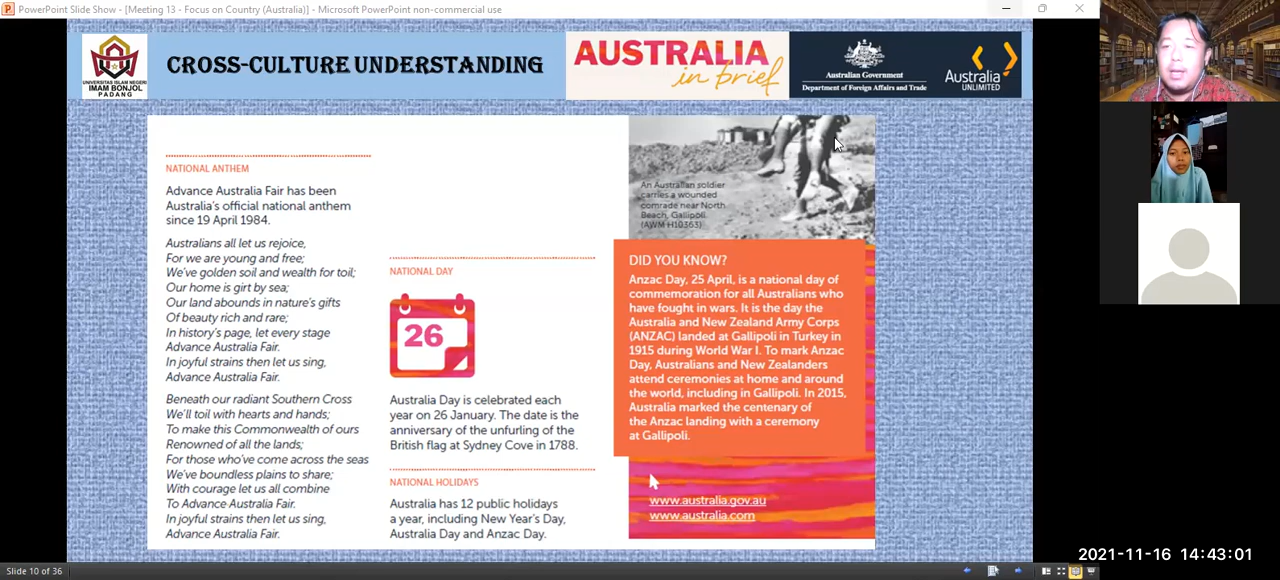 PowerPoint Slide Show - [Meeting 13 - Focus on Country (Australia)] - Microsoft PowerPoint non-commercial use
UNIVERSITAS ISLAM NEGERI
IMAM BONJOL
PADANG
CROSS-CULTURE UNDERSTANDING
AUSTRALIA
in brief
Australian Government
Department of Foreign Affairs and Trade
Australia
UNLIMITED
NATIONAL ANTHEM
Advance Australia Fair has been
Australia's official national anthem
since 19 April 1984.
Australians all let us rejoice,
For we are young and free;
We've golden soil and wealth for toil;
Our home is girt by sea;
Our land abounds in nature's gifts
Of beauty rich and rare;
In history's page, let every stage
Advance Australia Fair.
In joyful strains then let us sing,
Advance Australia Fair.
Beneath our radiant Southern Cross
We'll toil with hearts and hands;
To make this Commonwealth of ours
Renowned of all the lands;
For those who've come across the seas
We've boundless plains to share;
With courage let us all combine
To Advance Australia Fair.
In joyful strains then let us sing,
Advance Australia Fair.
NATIONAL DAY
26
Australia Day is celebrated each
year on 26 January. The date is the
anniversary of the unfurling of the
British flag at Sydney Cove in 1788.
NATIONAL HOLIDAYS
Australia has 12 public holidays
a year, including New Year's Day,
Australia Day and Anzac Day.
An Australian soldier
carries a wounded
comrade near North
Beach, Gallipoli.
(AWM H10363)
DID YOU KNOW?
Anzac Day, 25 April, is a national day of
commemoration for all Australians who
have fought in wars. It is the day the
Australia and New Zealand Army Corps
(ANZAC) landed at Gallipoli in Turkey in
1915 during World War I. To mark Anzac
Day, Australians and New Zealanders
attend ceremonies at home and around
the world, including in Gallipoli. In 2015,
Australia marked the centenary of
the Anzac landing with a ceremony
at Gallipoli.
www.australia.gov.au
www.australia.com
2021-11-16 14:43:01
Slide 10 of 36